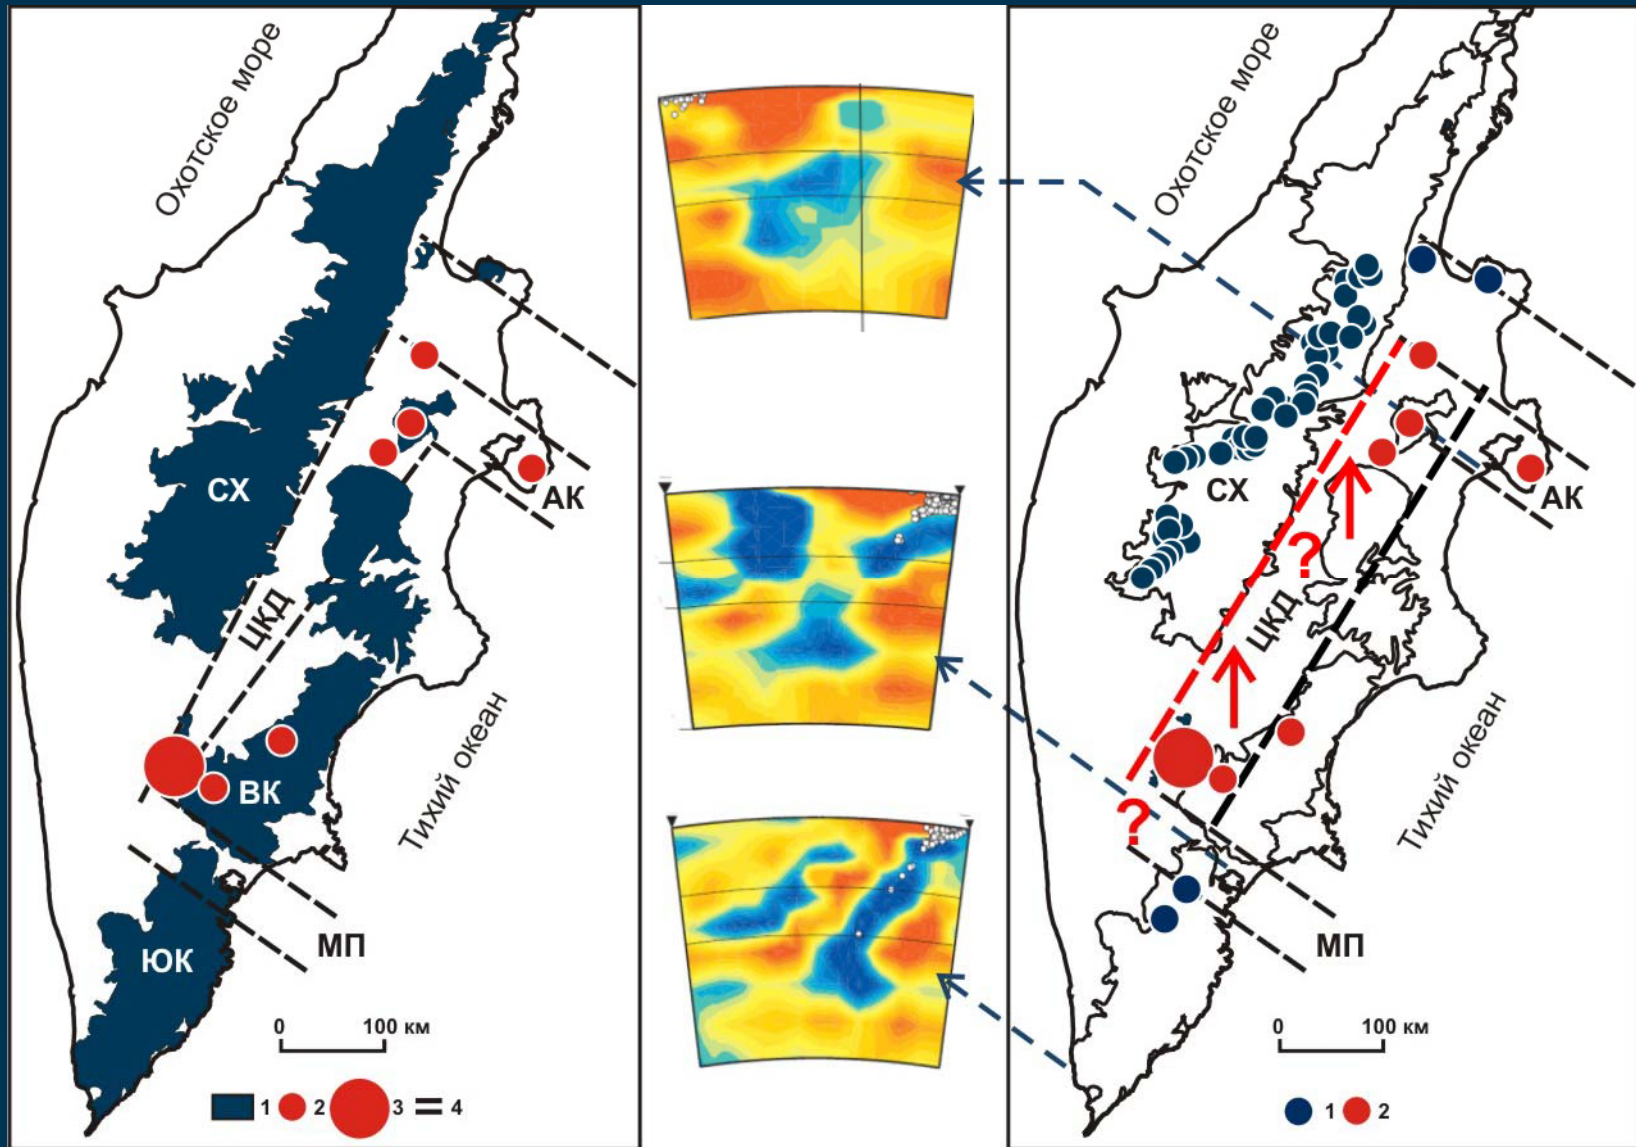 Охотское море
СХ
АК
ЦКД
ВК
Тихий океан
МП
ЮК
0 100 км
1 2 3 4
Охотское море
СХ
АК
?
ЦКД
Тихий океан
?
МП
0 100 км
1 2